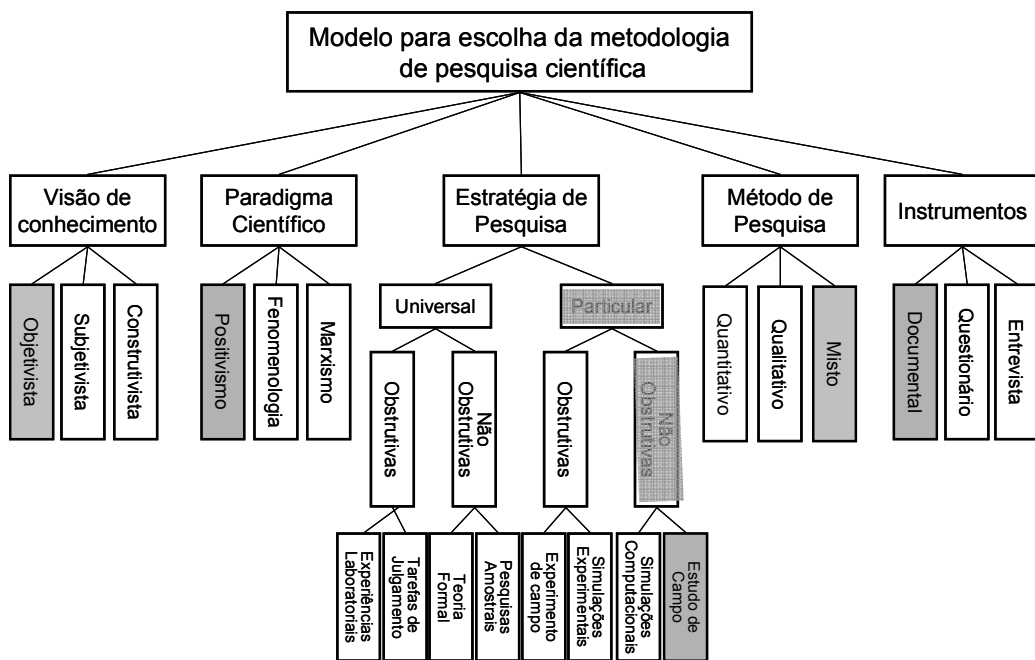 Modelo para escolha da metodologia
de pesquisa científica
Visão de
conhecimento
Paradigma
Científico
Estratégia de
Pesquisa
Método de
Pesquisa
Instrumentos
Objetivista
Subjetivista
Construtivista
Positivismo
Fenomenologia
Marxismo
Universal
Particular
Quantitativo
Qualitativo
Misto
Documental
Questionário
Entrevista
Obstrutivas
Não
Obstrutivas
Obstrutivas
Não
Obstrutivas
Experiências
Laboratoriais
Tarefas de
Julgamento
Teoria
Formal
Pesquisas
Amostrais
Experimento
de campo
Simulações
Experimentais
Simulações
Computacionais
Estudo de
Campo